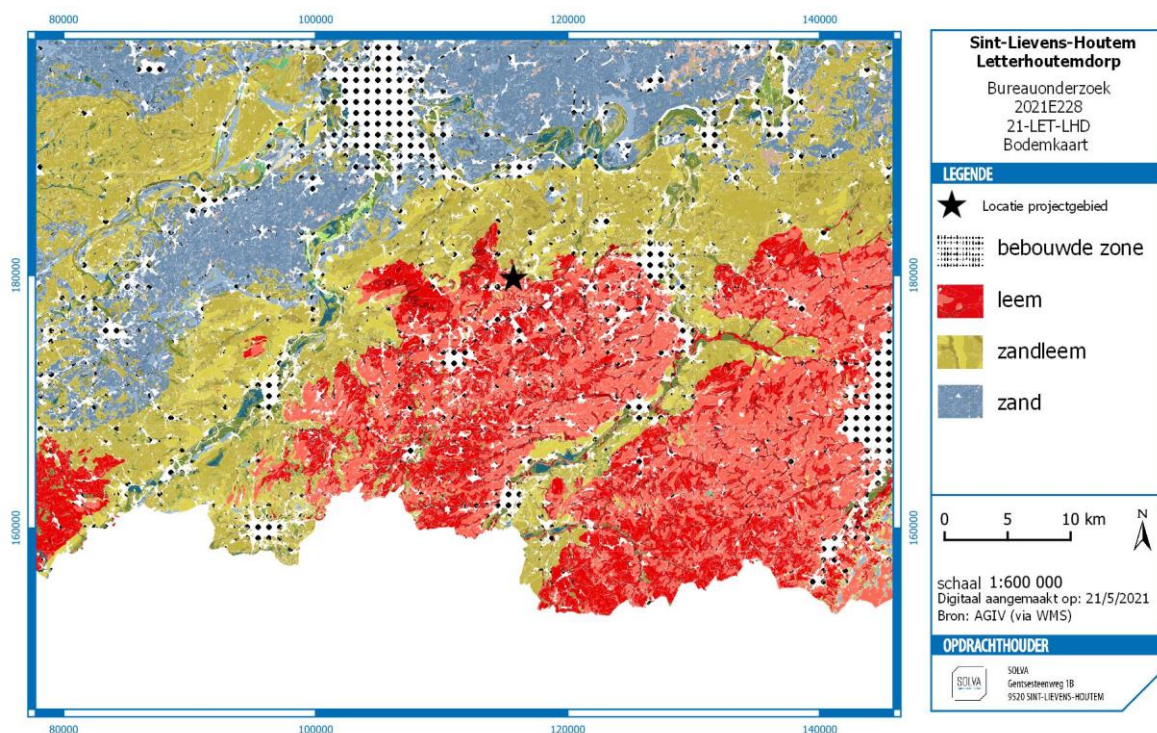 80000 100000 120000 140000
180000 180000
160000 160000
80000 100000 120000 140000
Sint-Lievens-Houtem
Letterhoutemdorp
Bureauonderzoek
2021E228
21-LET-LHD
Bodemkaart
LEGENDE
Locatie projectgebied
bebouwde zone
leem
zandleem
zand
0 5 10 km
N
schaal 1:600 000
Digitaal aangemaakt op: 21/5/2021
Bron: AGIV (via WMS)
OPDRACHTHOUDER
SOLVA
SOLVA
Gentsesteenweg 1B
9520 SINT-LIEVENS-HOUTEM